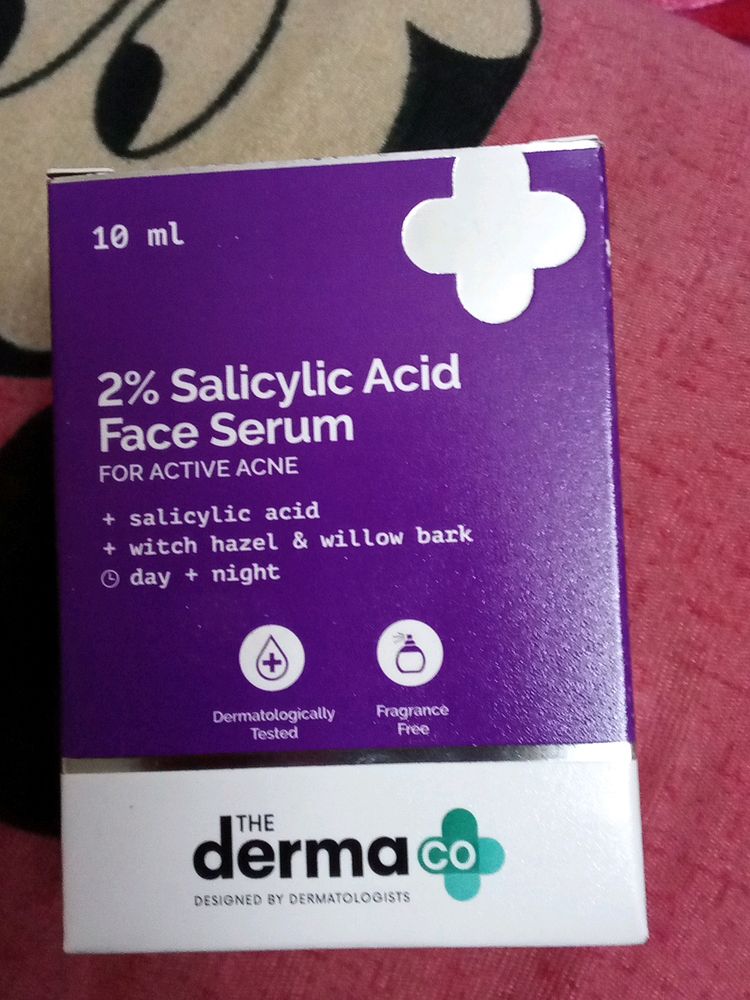 10 ml
2% Salicylic Acid
Face Serum
FOR ACTIVE ACNE
+ salicylic acid
+ witch hazel & willow bark
day + night
Dermatologically
Tested
Fragrance
Free
THE
derma co
DESIGNED BY DERMATOLOGISTS